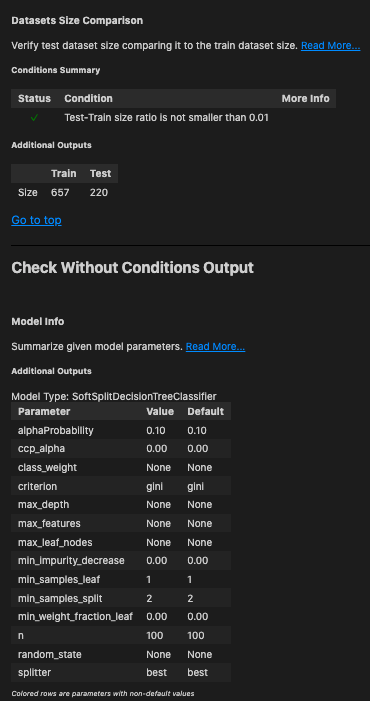 Datasets Size Comparison
Verify test dataset size comparing it to the train dataset size. Read More...
Conditions Summary
Status Condition More Info
✓ Test-Train size ratio is not smaller than 0.01
Additional Outputs
Train Test
Size 657 220
Go to top
Check Without Conditions Output
Model Info
Summarize given model parameters. Read More...
Additional Outputs
Model Type: SoftSplitDecisionTreeClassifier
Parameter Value Default
alphaProbability 0.10 0.10
ccp_alpha 0.00 0.00
class_weight None None
criterion gini gini
max_depth None None
max_features None None
max_leaf_nodes None None
min_impurity_decrease 0.00 0.00
min_samples_leaf 1 1
min_samples_split 2 2
min_weight_fraction_leaf 0.00 0.00
n 100 100
random_state None None
splitter best best
Colored rows are parameters with non-default values